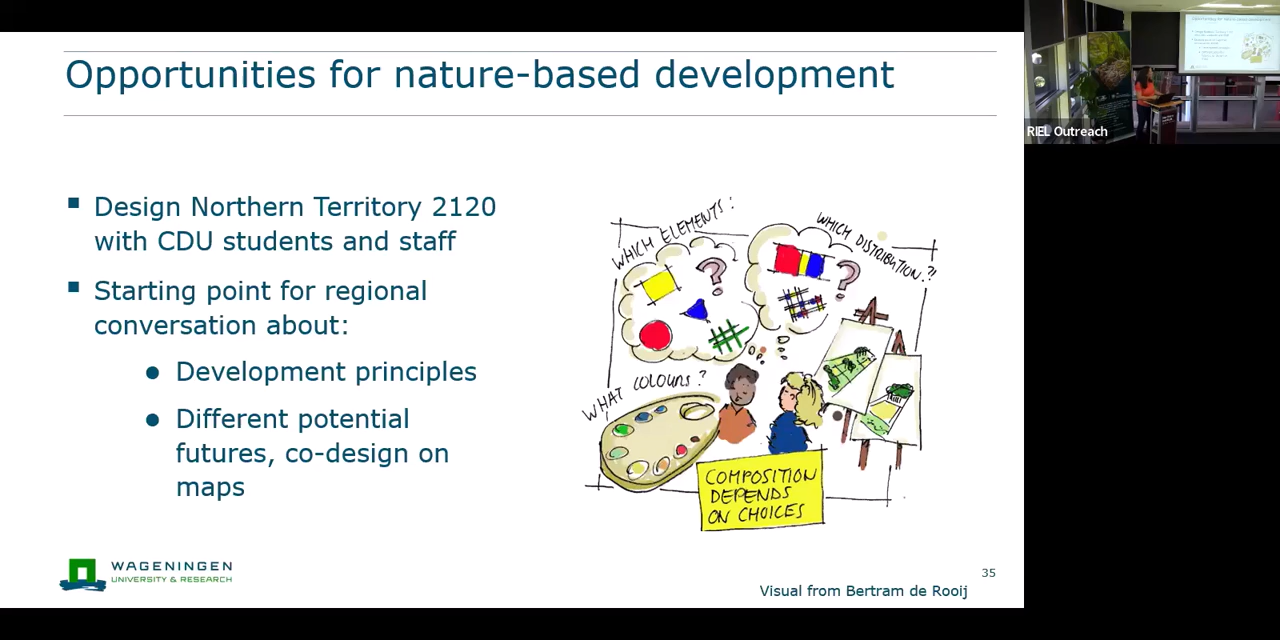 Opportunities for nature-based development
Design Northern Territory 2120
with CDU students and staff
Starting point for regional
conversation about:
Development principles
Different potential
futures, co-design on
maps
WHICH ELEMENTS?
WHICH DISTRIBUTION?!
WHAT COLOURS?
COMPOSITION
DEPENDS
ON CHOICES
WAGENINGEN
UNIVERSITY & RESEARCH
35
Visual from Bertram de Rooij
RIEL Outreach